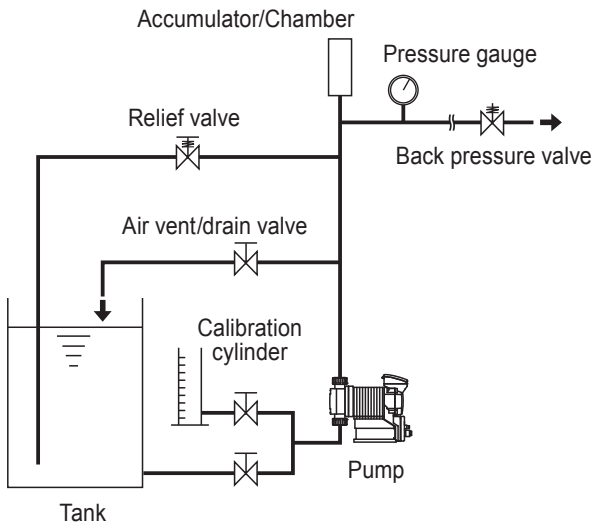 Accumulator/Chamber
Pressure gauge
Relief valve
Back pressure valve
Air vent/drain valve
Calibration
cylinder
Pump
Tank